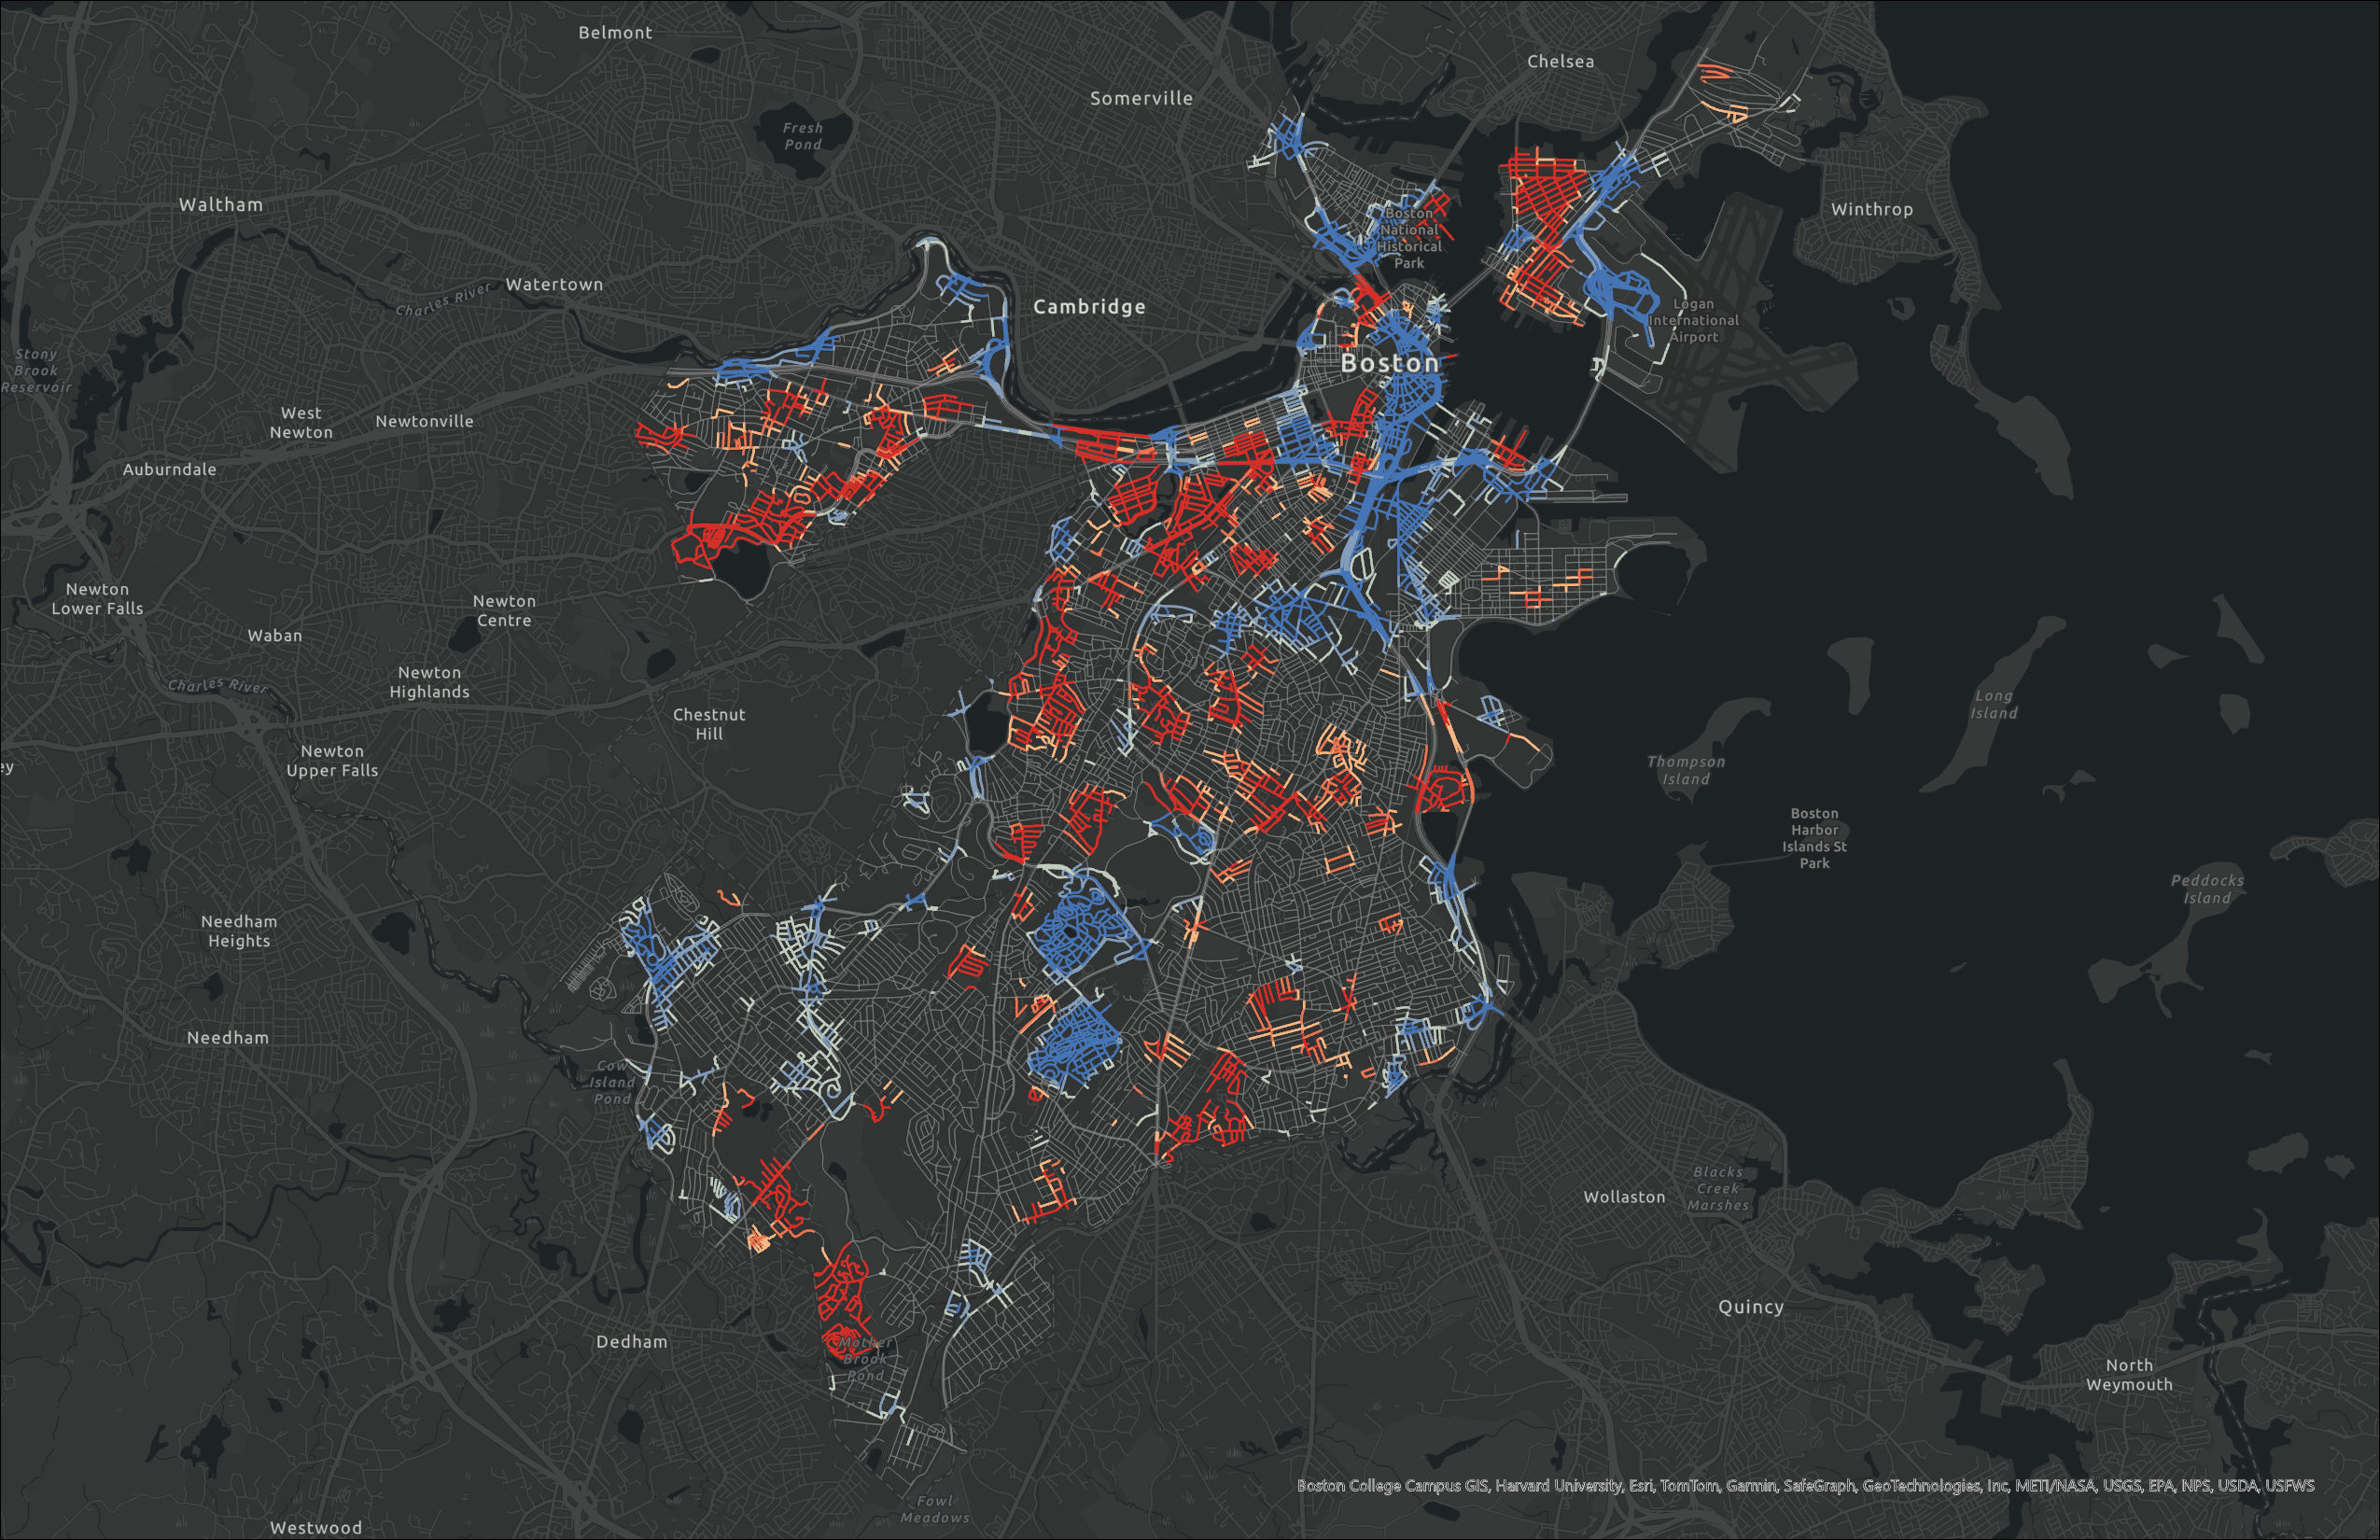 Belmont
Chelsea
Somerville
Fresh
Pond
Waltham
Winthrop
Boston
National
Historical
Park
Watertown
Charles River
Cambridge
Logan
International
Airport
Stony
Brook
Reservoir
Boston
West
Newton
Newtonville
Auburndale
Newton
Lower Falls
Newton
Centre
Waban
Newton
Highlands
Charles River
Chestnut
Hill
Long
Island
Newton
Upper Falls
ey
Thompson
Island
Boston
Harbor
Islands St
Park
Peddocks
Island
Needham
Heights
Needham
Cow
Island
Pond
Blacks
Creek
Marshes
Wollaston
Quincy
Dedham
Mother
Brook
Pond
North
Weymouth
Boston College Campus GIS, Harvard University, Esri, TomTom, Garmin, SafeGraph, GeoTechnologies, Inc, METI/NASA, USGS, EPA, NPS, USDA, USFWS
Fowl
Meadows
Westwood